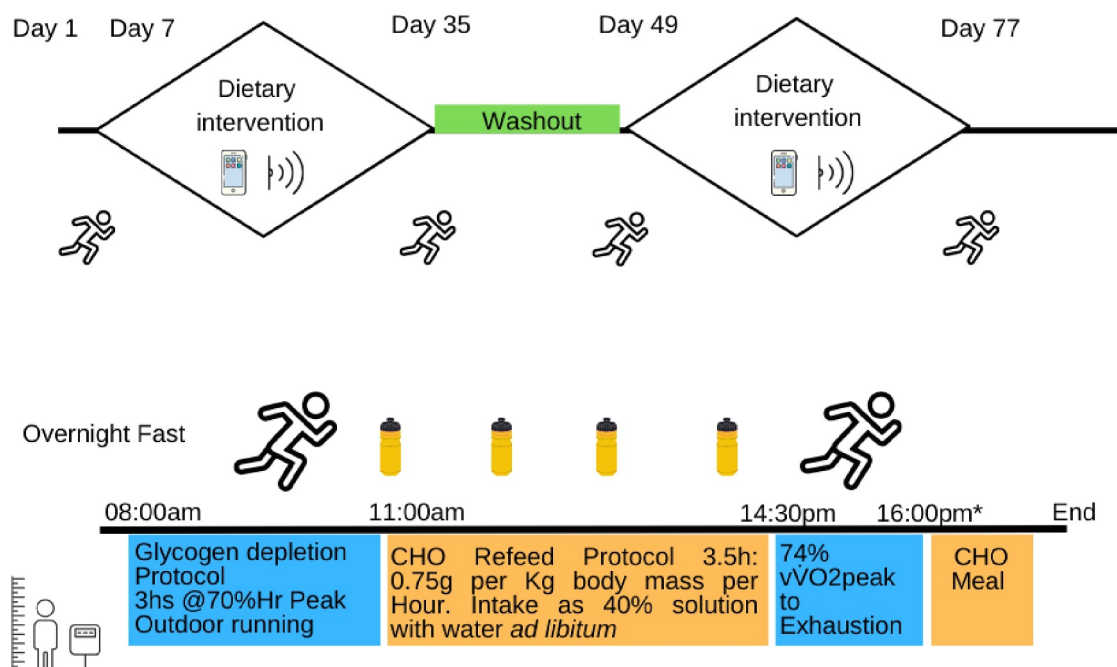 Day 1 Day 7 Day 35 Day 49 Day 77
Dietary
intervention
Washout
Dietary
intervention
Overnight Fast
08:00am 11:00am 14:30pm 16:00pm* End
Glycogen depletion
Protocol
3hs @70%Hr Peak
Outdoor running
CHO Refeed Protocol 3.5h:
0.75g per Kg body mass per
Hour. Intake as 40% solution
with water ad libitum
74%
vV̇O2peak
to
Exhaustion
CHO
Meal